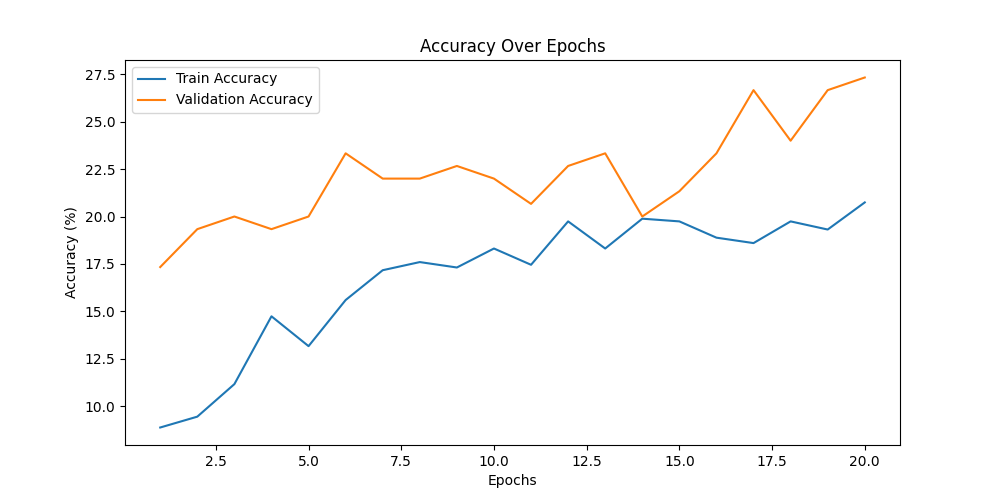 Accuracy Over Epochs
Train Accuracy
Validation Accuracy
27.5
25.0
22.5
20.0
17.5
15.0
12.5
10.0
Accuracy (%)
2.5 5.0 7.5 10.0 12.5 15.0 17.5 20.0
Epochs